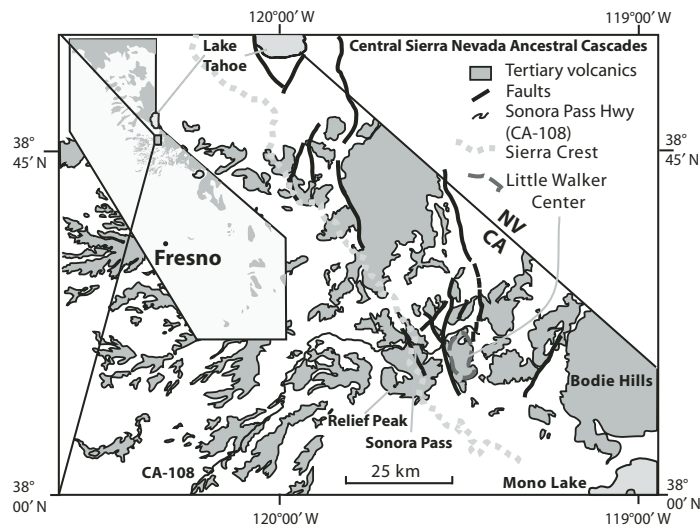 120°00′ W
119°00′ W
Lake
Tahoe
Central Sierra Nevada Ancestral Cascades
Tertiary volcanics
Faults
Sonora Pass Hwy
(CA-108)
Sierra Crest
Little Walker
Center
38°
45′ N
38°
45′ N
NV
CA
Fresno
Bodie Hills
Relief Peak
Sonora Pass
CA-108
25 km
Mono Lake
38°
00′ N
38°
00′ N
120°00′ W
119°00′ W